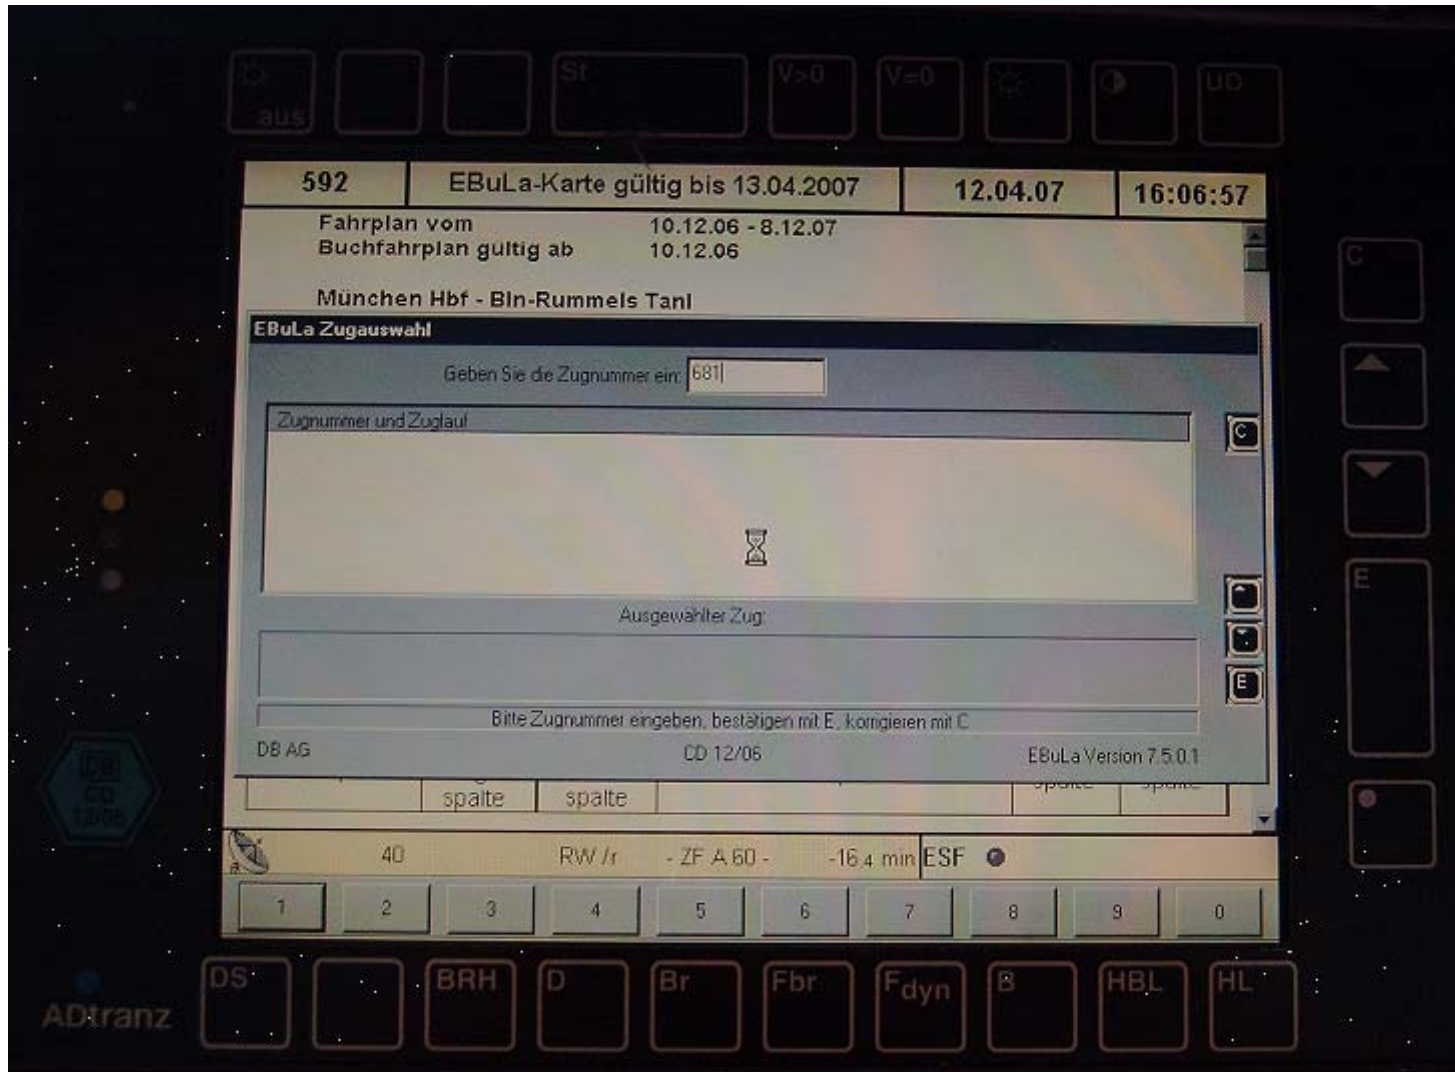 aus St V>0 V=0 UD
592 EBuLa-Karte gültig bis 13.04.2007 12.04.07 16:06:57
Fahrplan vom 10.12.06 - 8.12.07
Buchfahrplan gültig ab 10.12.06
München Hbf - Bln-Rummels Tanl
EBuLa Zugauswahl
Geben Sie die Zugnummer ein: 681
Zugnummer und Zuglauf
C
C
Ausgewählter Zug:
E
E
Bitte Zugnummer eingeben, bestätigen mit E, korrigieren mit C
DB AG CD 12/06 EBuLa Version 7.5.0.1
DB
CD
12/06
spalte spalte
40 RW /r - ZF A 60 - -16,4 min ESF
1 2 3 4 5 6 7 8 9 0
DS BRH D Br Fbr Fdyn B HBL HL
ADtranz